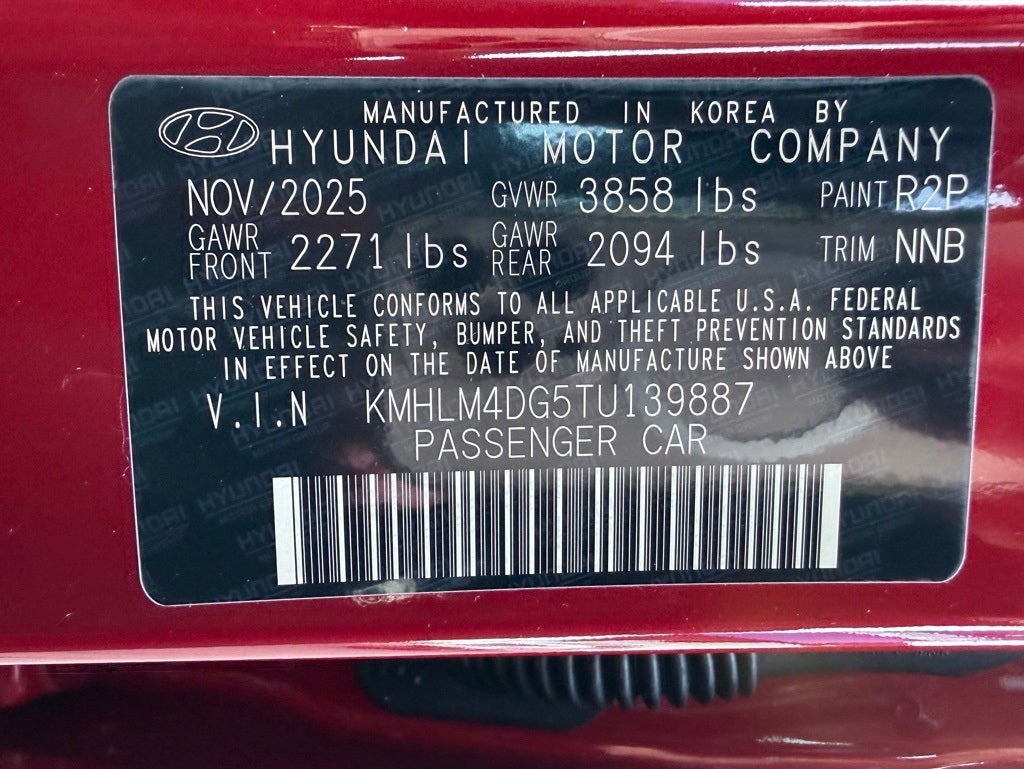 MANUFACTURED IN KOREA BY
HYUNDAI MOTOR COMPANY
NOV/2025 GVWR 3858 lbs PAINT R2P
GAWR FRONT 2271 lbs GAWR REAR 2094 lbs TRIM NNB
THIS VEHICLE CONFORMS TO ALL APPLICABLE U.S.A. FEDERAL
MOTOR VEHICLE SAFETY, BUMPER, AND THEFT PREVENTION STANDARDS
IN EFFECT ON THE DATE OF MANUFACTURE SHOWN ABOVE
V.I.N KMHLM4DG5TU139887
PASSENGER CAR